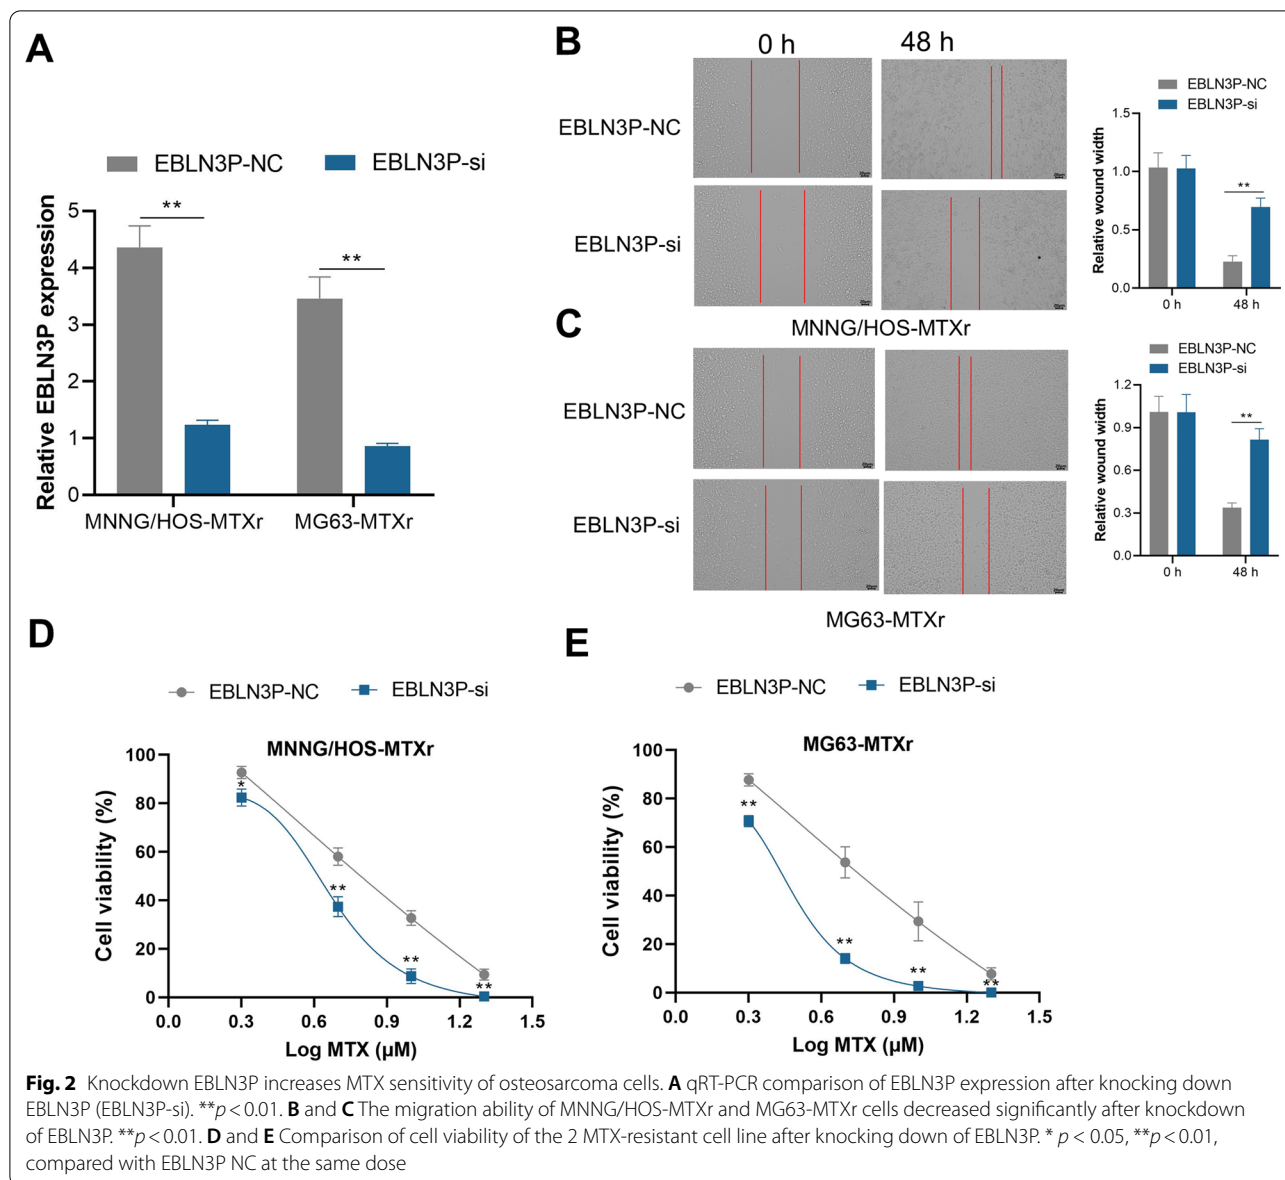 A
EBLN3P-NC
EBLN3P-si
Relative EBLN3P expression
5
4
3
2
1
0
**
**
MNNG/HOS-MTXr
MG63-MTXr
B
0 h
48 h
EBLN3P-NC
EBLN3P-si
MNNG/HOS-MTXr
EBLN3P-NC
EBLN3P-si
Relative wound width
1.5
1.0
0.5
0.0
**
0 h
48 h
C
EBLN3P-NC
EBLN3P-si
MG63-MTXr
EBLN3P-NC
EBLN3P-si
Relative wound width
1.2
0.9
0.6
0.3
0.0
**
0 h
48 h
D
EBLN3P-NC
EBLN3P-si
MNNG/HOS-MTXr
Cell viability (%)
100
80
60
40
20
0
*
**
**
**
0.0
0.3
0.6
0.9
1.2
1.5
Log MTX (μM)
E
EBLN3P-NC
EBLN3P-si
MG63-MTXr
Cell viability (%)
100
80
60
40
20
0
**
**
**
**
0.0
0.3
0.6
0.9
1.2
1.5
Log MTX (μM)
Fig. 2 Knockdown EBLN3P increases MTX sensitivity of osteosarcoma cells. A qRT-PCR comparison of EBLN3P expression after knocking down
EBLN3P (EBLN3P-si). **p < 0.01. B and C The migration ability of MNNG/HOS-MTXr and MG63-MTXr cells decreased significantly after knockdown
of EBLN3P. **p < 0.01. D and E Comparison of cell viability of the 2 MTX-resistant cell line after knocking down of EBLN3P. * p < 0.05, **p < 0.01,
compared with EBLN3P NC at the same dose